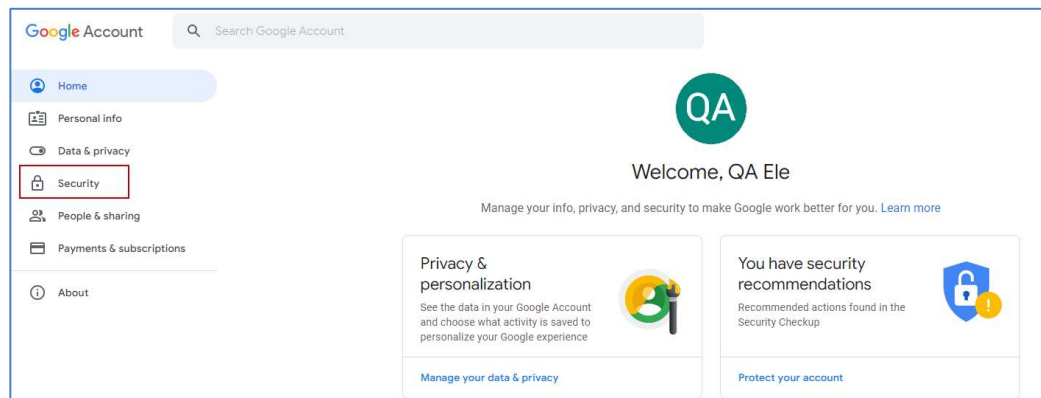 Google Account
Search Google Account
Home
Personal info
Data & privacy
Security
People & sharing
Payments & subscriptions
About
QA
Welcome, QA Ele
Manage your info, privacy, and security to make Google work better for you. Learn more
Privacy &
personalization
See the data in your Google Account
and choose what activity is saved to
personalize your Google experience
Manage your data & privacy
You have security
recommendations
Recommended actions found in the
Security Checkup
Protect your account